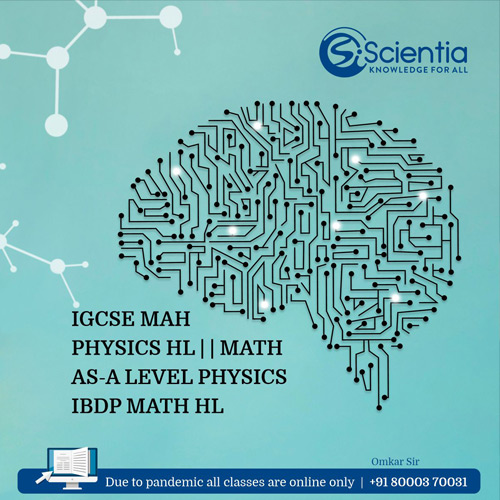 Scientia
KNOWLEDGE FOR ALL
IGCSE MAH
PHYSICS HL || MATH
AS-A LEVEL PHYSICS
IBDP MATH HL
Omkar Sir
Due to pandemic all classes are online only | +91 80003 70031